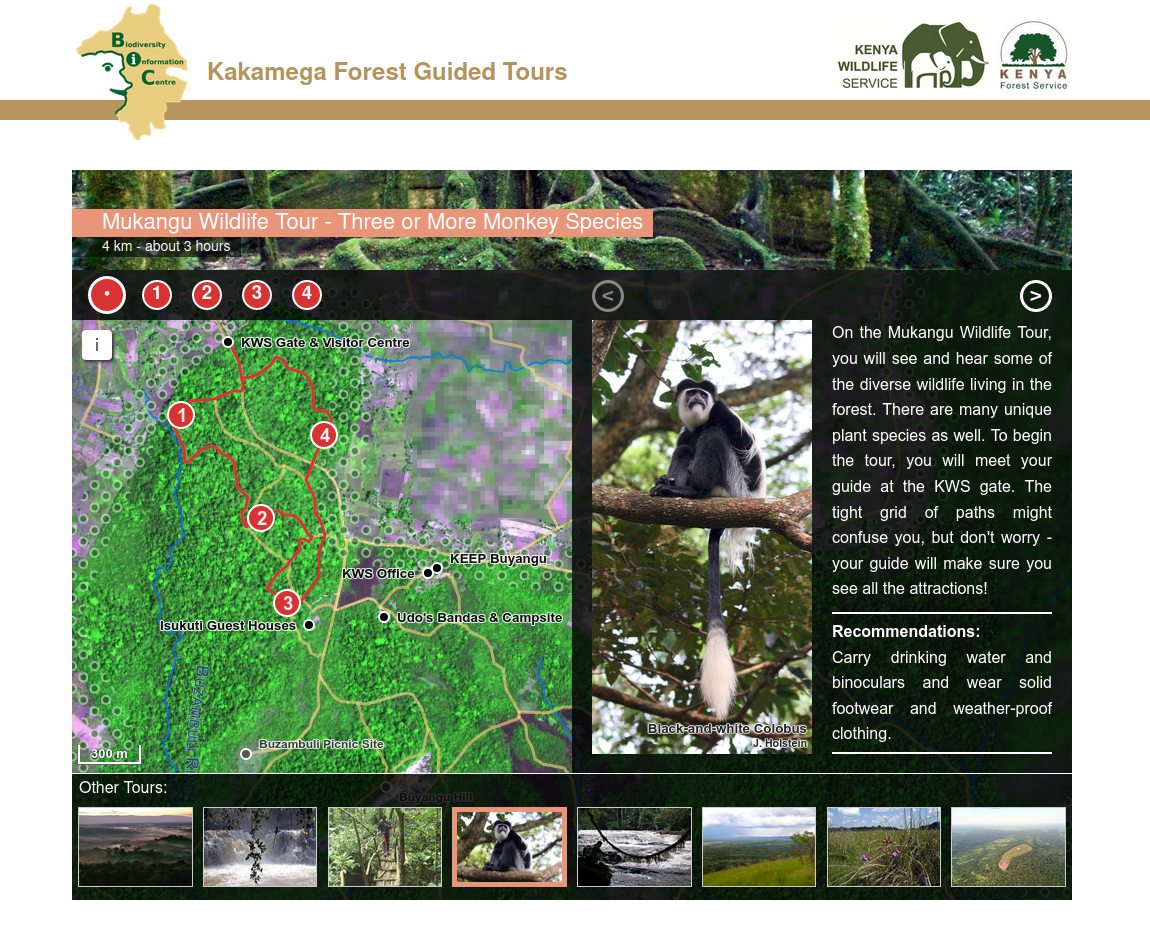 Biodiversity
Information
Centre
Kakamega Forest Guided Tours
KENYA
WILDLIFE
SERVICE
KENYA
Forest Service
Mukangu Wildlife Tour - Three or More Monkey Species
4 km - about 3 hours
1 2 3 4
< >
i
KWS Gate & Visitor Centre
1
4
2
KEEP Buyangu
KWS Office
3
Udo's Bandas & Campsite
Isukuti Guest Houses
Buzambuli Picnic Site
300 m
Buyangu Hill
Black-and-white Colobus
J. Holstein
On the Mukangu Wildlife Tour,
you will see and hear some of
the diverse wildlife living in the
forest. There are many unique
plant species as well. To begin
the tour, you will meet your
guide at the KWS gate. The
tight grid of paths might
confuse you, but don't worry -
your guide will make sure you
see all the attractions!
Recommendations:
Carry drinking water and
binoculars and wear solid
footwear and weather-proof
clothing.
Other Tours: